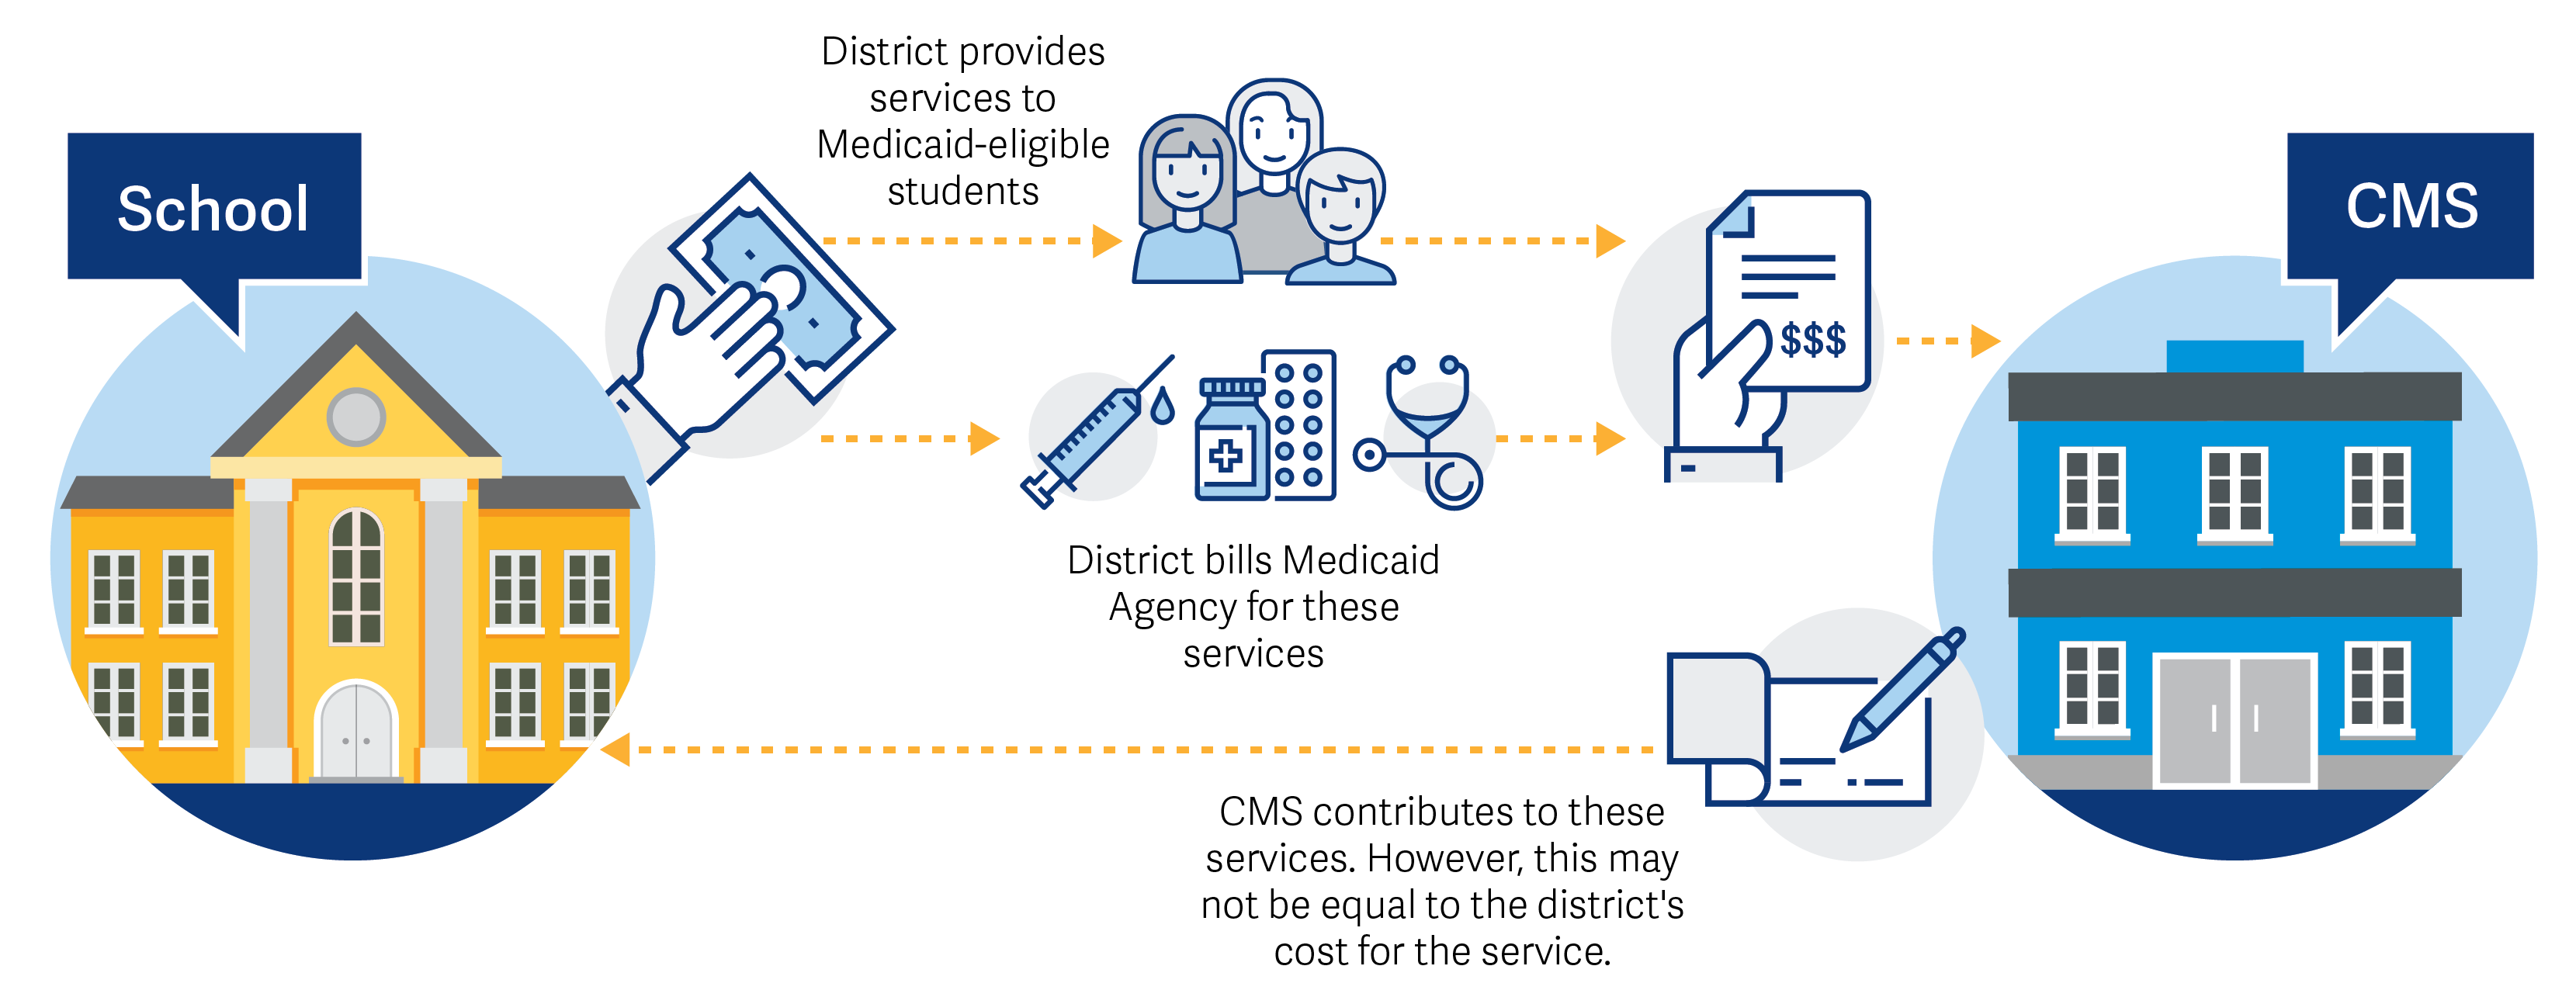 School
District provides
services to
Medicaid-eligible
students
$$$
CMS
District bills Medicaid
Agency for these
services
CMS contributes to these
services. However, this may
not be equal to the district's
cost for the service.